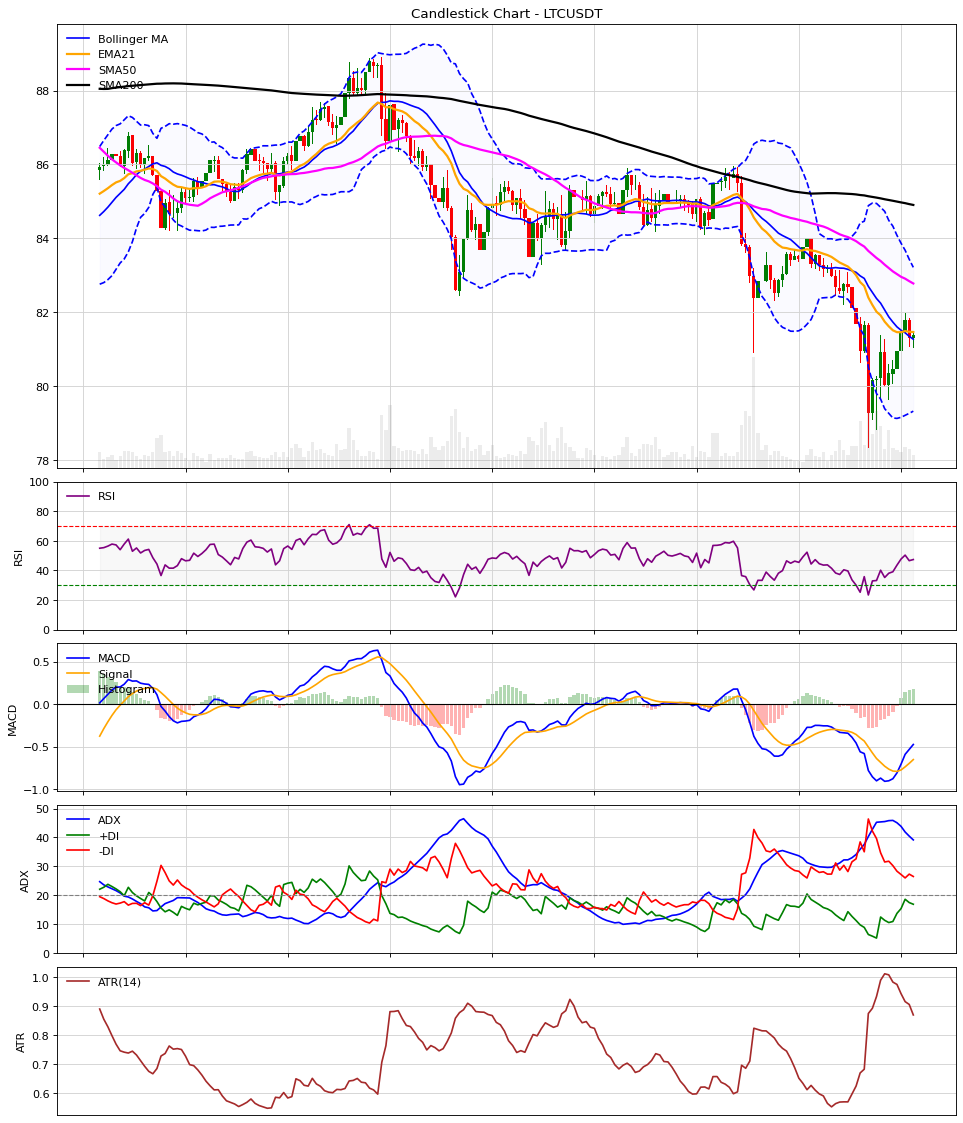 Candlestick Chart - LTCUSDT
Bollinger MA
EMA21
SMA50
SMA200
88
86
84
82
80
78
RSI
RSI
100
80
60
40
20
0
MACD
Signal
Histogram
MACD
0.5
0.0
−0.5
−1.0
ADX
+DI
-DI
ADX
50
40
30
20
10
0
ATR(14)
ATR
1.0
0.9
0.8
0.7
0.6